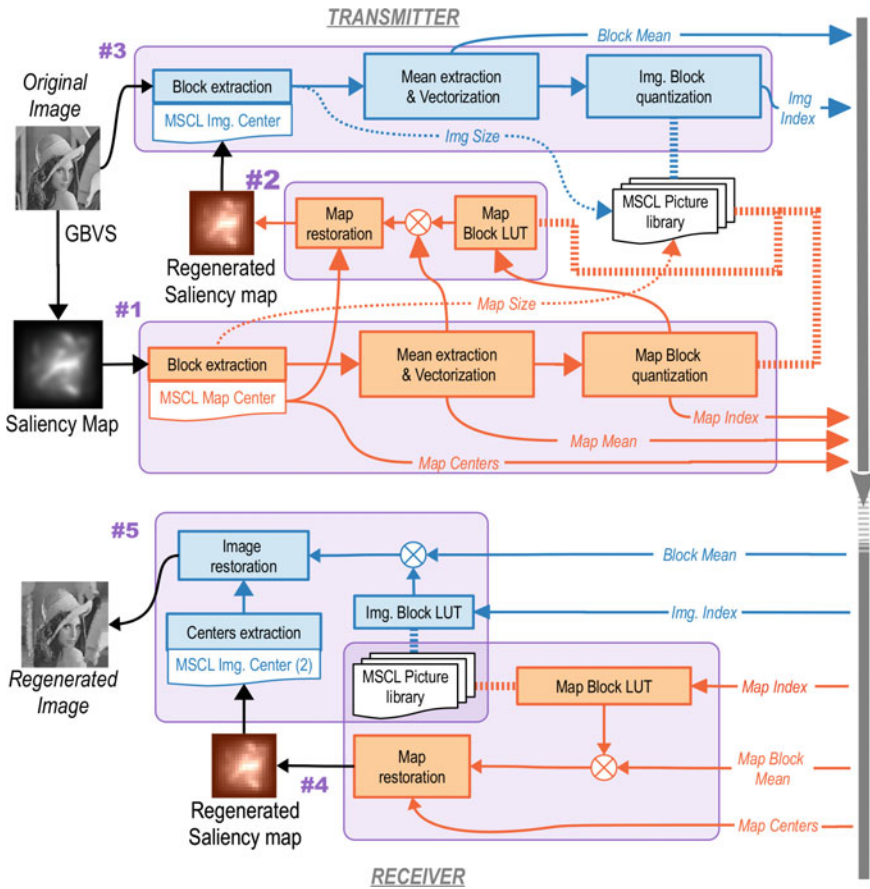 TRANSMITTER
#3
Block Mean
Original
Image
Block extraction
MSCL Img. Center
Mean extraction
& Vectorization
Img. Block
quantization
Img
Index
Img Size
#2
GBVS
Map
restoration
Map
Block LUT
MSCL Picture
library
Regenerated
Saliency map
#1
Map Size
Block extraction
MSCL Map Center
Mean extraction
& Vectorization
Map Block
quantization
Saliency Map
Map Index
Map Mean
Map Centers
#5
Image
restoration
Block Mean
Img. Block LUT
Img. Index
Centers extraction
MSCL Img. Center (2)
Regenerated
Image
MSCL Picture
library
Map Block LUT
Map Index
Map
restoration
Map Block
Mean
#4
Regenerated
Saliency map
Map Centers
RECEIVER